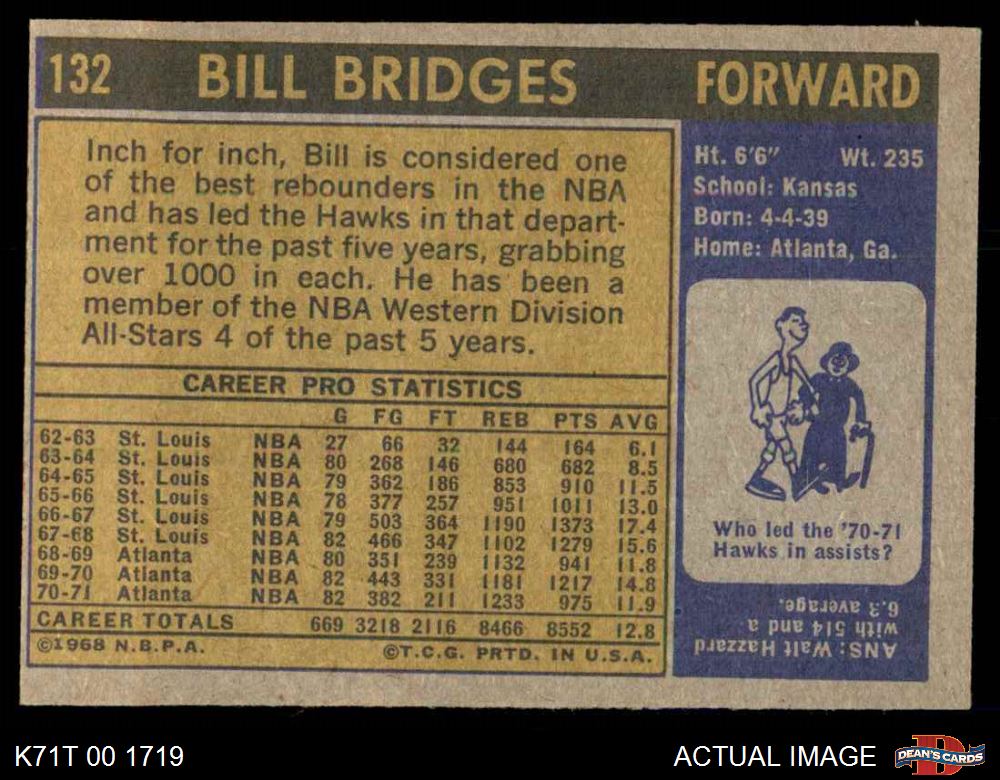 132 BILL BRIDGES FORWARD
Inch for inch, Bill is considered one
of the best rebounders in the NBA
and has led the Hawks in that depart-
ment for the past five years, grabbing
over 1000 in each. He has been a
member of the NBA Western Division
All-Stars 4 of the past 5 years.
Ht. 6'6" Wt. 235
School: Kansas
Born: 4-4-39
Home: Atlanta, Ga.
CAREER PRO STATISTICS
G FG FT REB PTS AVG
62-63 St. Louis NBA 27 66 32 144 164 6.1
63-64 St. Louis NBA 80 268 146 680 682 8.5
64-65 St. Louis NBA 79 362 186 853 910 11.5
65-66 St. Louis NBA 78 377 257 951 1011 13.0
66-67 St. Louis NBA 79 503 364 1190 1373 17.4
67-68 St. Louis NBA 82 466 347 1102 1279 15.6
68-69 Atlanta NBA 80 351 239 1132 941 11.8
69-70 Atlanta NBA 82 443 331 1181 1217 14.8
70-71 Atlanta NBA 82 382 211 1233 975 11.9
CAREER TOTALS 669 3218 2116 8466 8552 12.8
©1968 N.B.P.A. ©T.C.G. PRTD. IN U.S.A.
Who led the '70-71
Hawks in assists?
ANS: Walt Hazzard
with 514 and a
6.3 average.
K71T 00 1719 ACTUAL IMAGE
D
DEAN'S CARDS